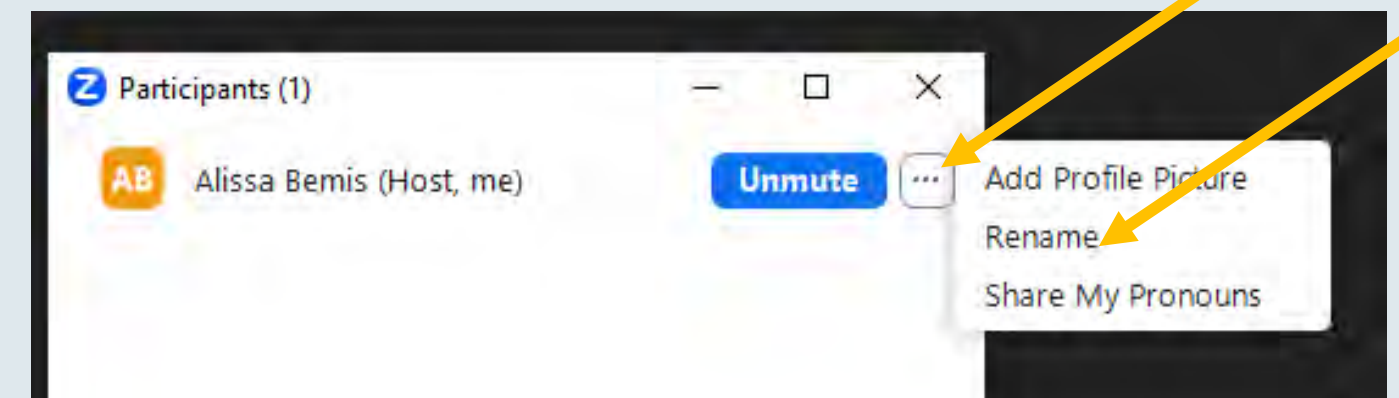 Z Participants (1)
AB Alissa Bemis (Host, me) Unmute ...
Add Profile Picture
Rename
Share My Pronouns